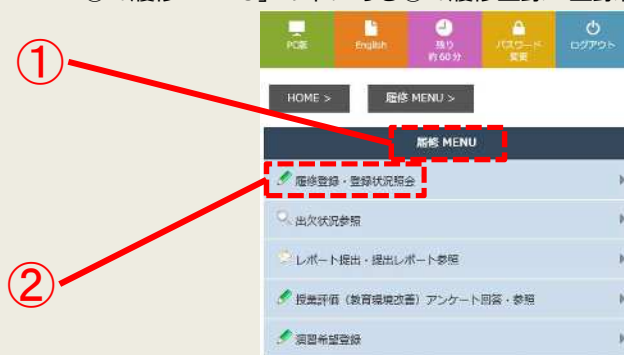 PC版
English
残り
約60分
パスワード
変更
ログアウト
①
HOME >
履修 MENU >
履修 MENU
履修登録・登録状況照会
出欠状況参照
レポート提出・提出レポート参照
②
授業評価（教育環境改善）アンケート回答・参照
演習希望登録